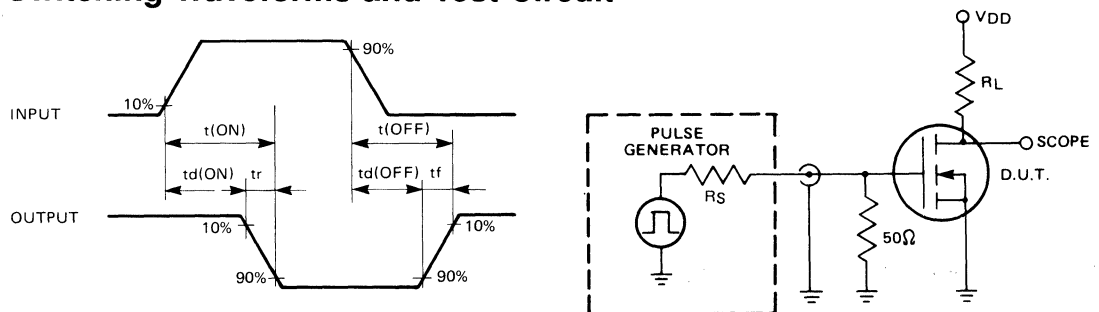 Switching Waveforms and Test Circuit
INPUT
10%
90%
t(ON)
t(OFF)
td(ON)
tr
td(OFF)
tf
OUTPUT
10%
90%
10%
90%
PULSE
GENERATOR
RS
50Ω
VDD
RL
SCOPE
D.U.T.